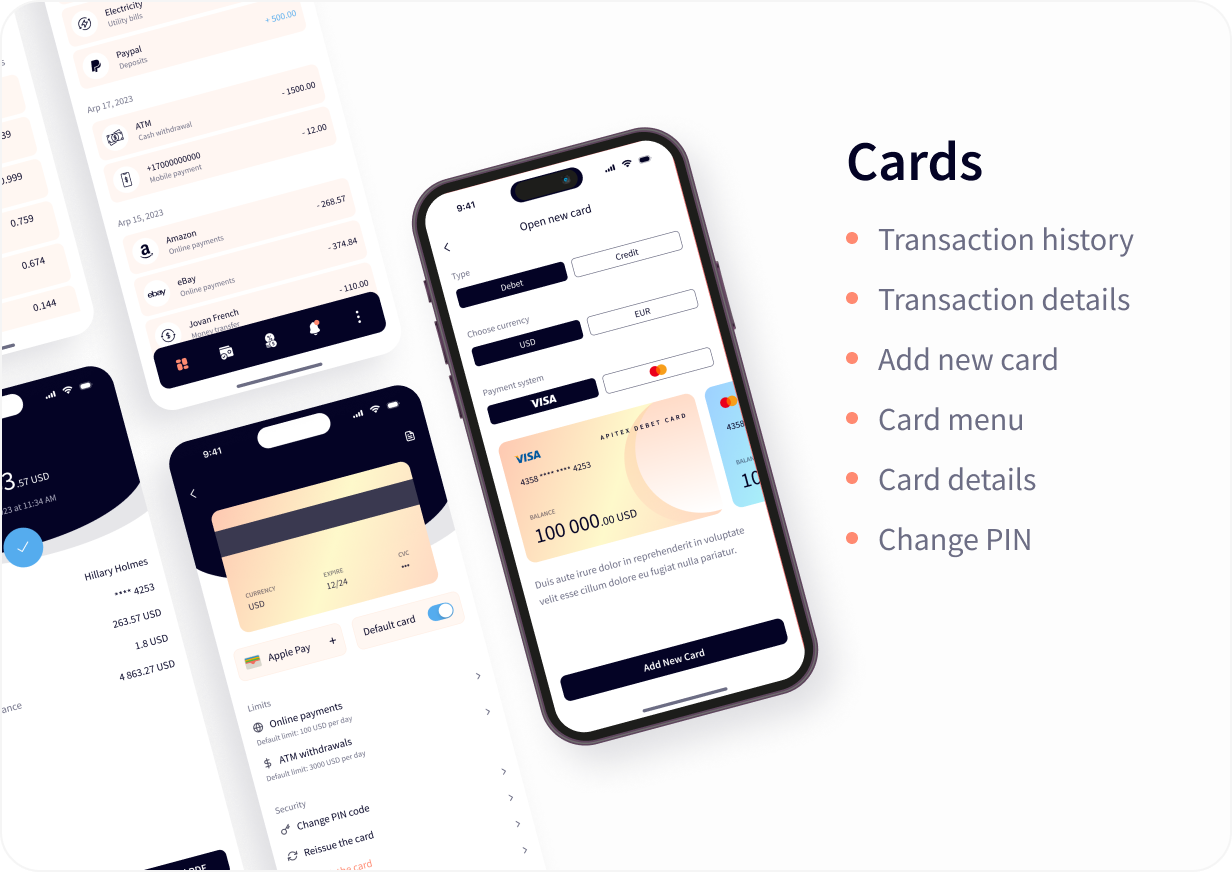 Electricity
Utility bills
+ 500.00
Paypal
Deposits
Arp 17, 2023
ATM
Cash withdrawal
- 1500.00
+17000000000
Mobile payment
- 12.00
Arp 15, 2023
Amazon
Online payments
- 268.57
ebay
eBay
Online payments
- 374.84
Jovan French
Money transfer
- 110.00
0.759
0.674
0.144
.57 USD
at 11:34 AM
Hillary Holmes
**** 4253
263.57 USD
1.8 USD
4 863.27 USD
9:41
CURRENCY
USD
EXPIRE
12/24
CVC
•••
Apple Pay
+
Default card
Limits
Online payments
Default limit: 100 USD per day
ATM withdrawals
Default limit: 3000 USD per day
Security
Change PIN code
Reissue the card
the card
9:41
Open new card
Type
Debet
Credit
Choose currency
USD
EUR
Payment system
VISA
VISA
APITEX DEBET CARD
4358 **** **** 4253
BALANCE
100 000.00 USD
4358
Duis aute irure dolor in reprehenderit in voluptate
velit esse cillum dolore eu fugiat nulla pariatur.
Add New Card
Cards
Transaction history
Transaction details
Add new card
Card menu
Card details
Change PIN